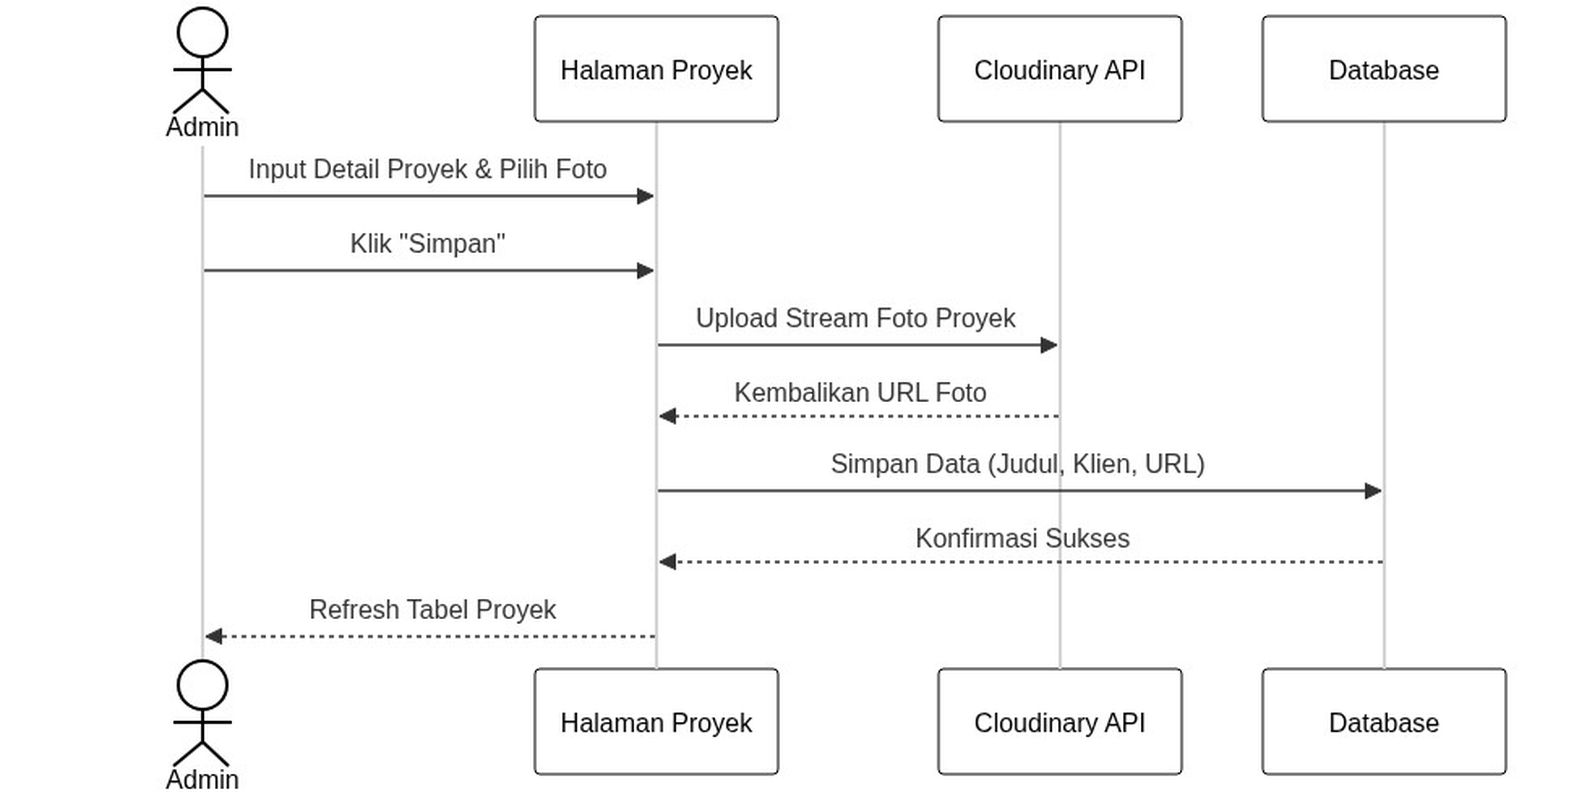 Admin
Halaman Proyek
Cloudinary API
Database
Input Detail Proyek & Pilih Foto
Klik "Simpan"
Upload Stream Foto Proyek
Kembalikan URL Foto
Simpan Data (Judul, Klien, URL)
Konfirmasi Sukses
Refresh Tabel Proyek
Admin
Halaman Proyek
Cloudinary API
Database